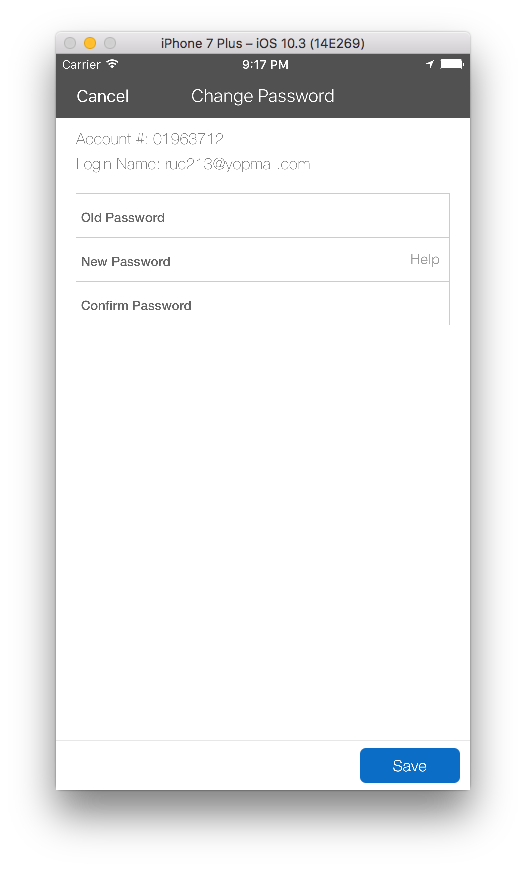 iPhone 7 Plus – iOS 10.3 (14E269)
Carrier 9:17 PM
Cancel Change Password
Account #: 01963712
Login Name: ruc213@yopmail.com
Old Password
New Password Help
Confirm Password
Save